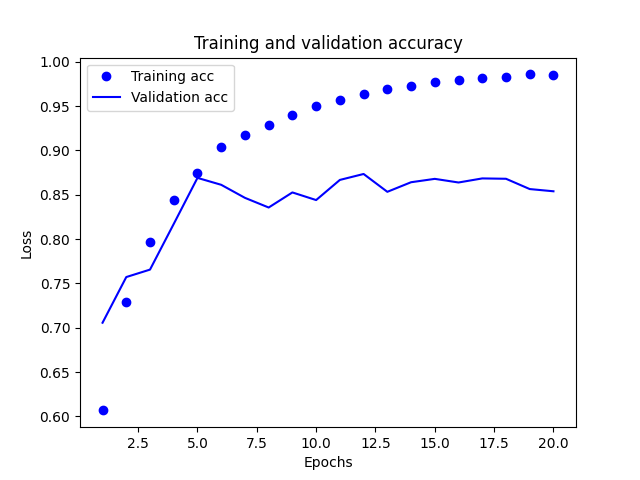 Training and validation accuracy
Training acc
Validation acc
1.00
0.95
0.90
0.85
0.80
0.75
0.70
0.65
0.60
Loss
2.5 5.0 7.5 10.0 12.5 15.0 17.5 20.0
Epochs